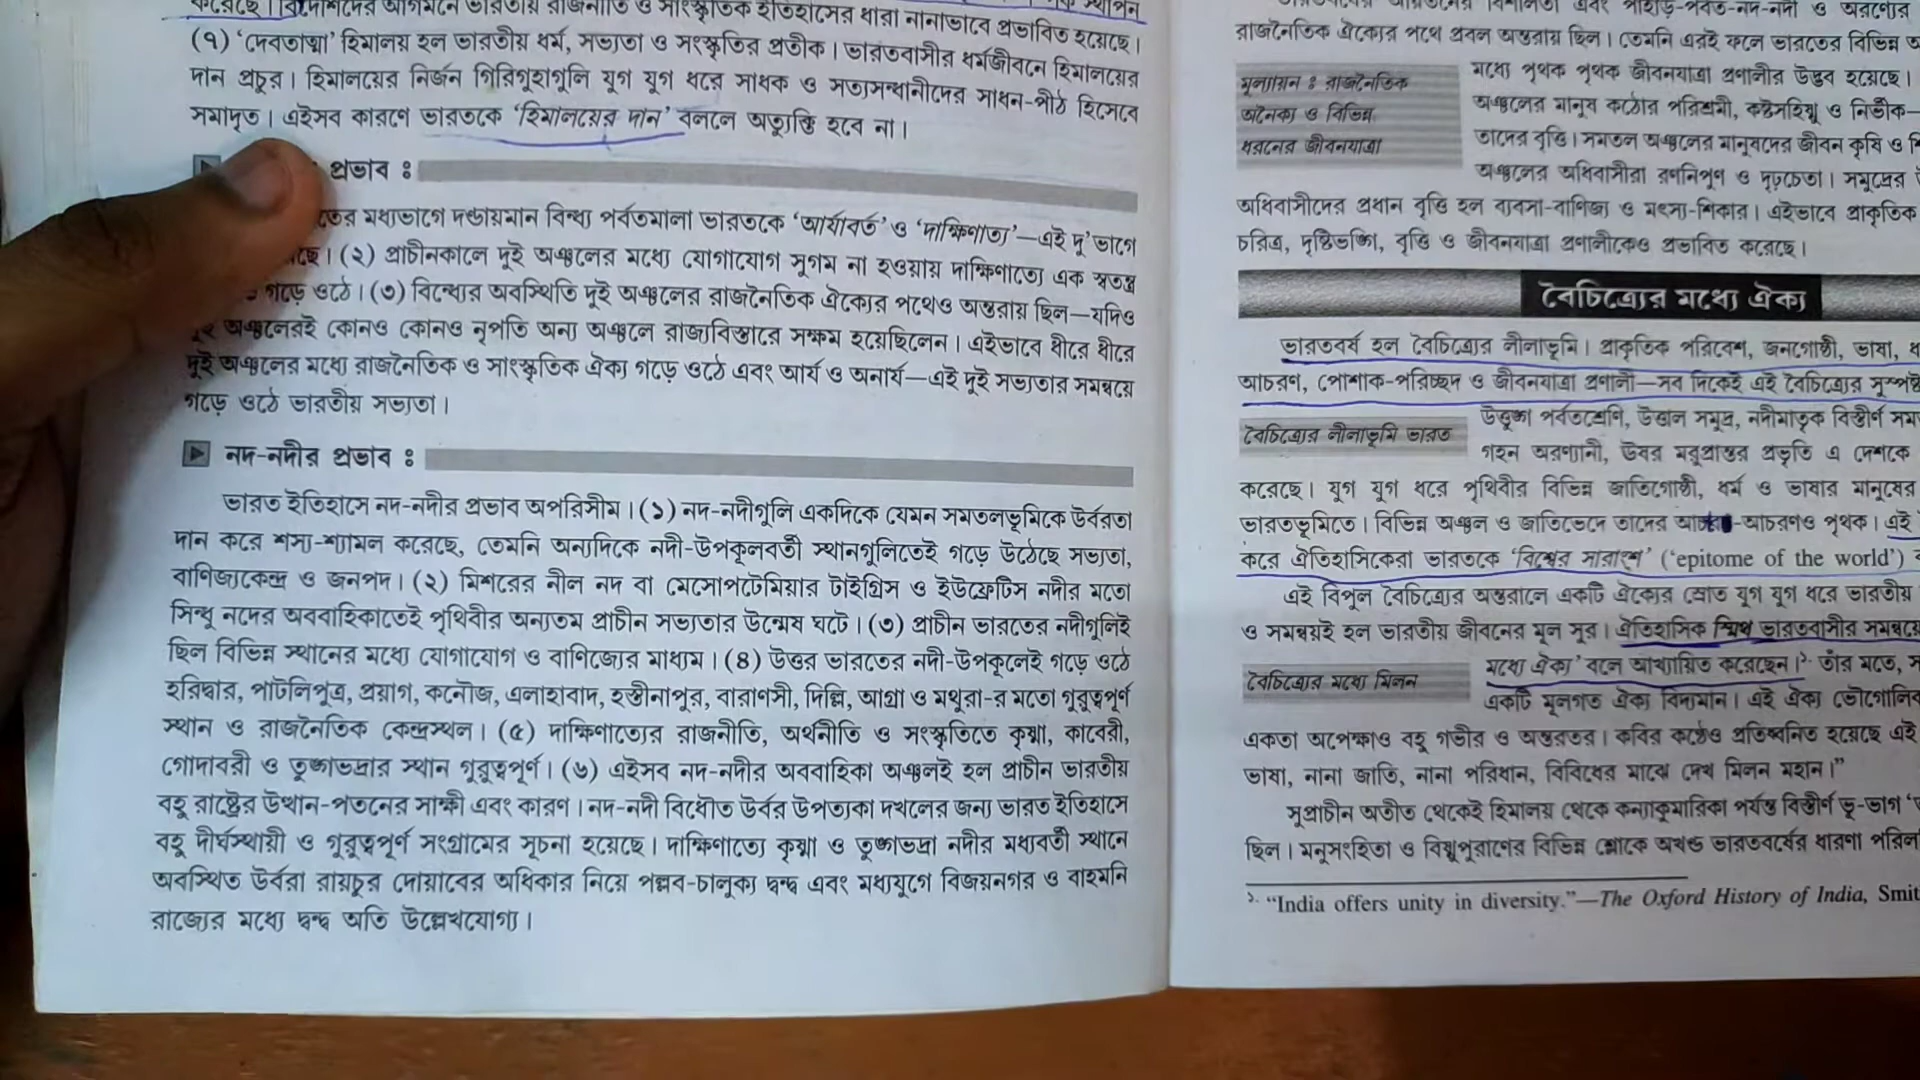 করেছে। বিদেশিদের আগমনে ভারতীয় রাজনীতি ও সাংস্কৃতিক ইতিহাসের ধারা নানাভাবে প্রভাবিত হয়েছে।
(৭) ‘দেবতাত্মা’ হিমালয় হল ভারতীয় ধর্ম, সভ্যতা ও সংস্কৃতির প্রতীক। ভারতবাসীর ধর্মজীবনে হিমালয়ের
দান প্রচুর। হিমালয়ের নির্জন গিরিগুহাগুলি যুগ যুগ ধরে সাধক ও সত্যসন্ধানীদের সাধন-পীঠ হিসেবে
সমাদৃত। এইসব কারণে ভারতকে ‘হিমালয়ের দান’ বললে অত্যুক্তি হবে না।
প্রভাব ঃ
মধ্যভাগে দণ্ডায়মান বিন্ধ্য পর্বতমালা ভারতকে ‘আর্যাবর্ত’ ও ‘দাক্ষিণাত্য’—এই দু’ভাগে
(২) প্রাচীনকালে দুই অঞ্চলের মধ্যে যোগাযোগ সুগম না হওয়ায় দাক্ষিণাত্যে এক স্বতন্ত্র
গড়ে ওঠে। (৩) বিন্ধ্যের অবস্থিতি দুই অঞ্চলের রাজনৈতিক ঐক্যের পথেও অন্তরায় ছিল—যদিও
দুই অঞ্চলেরই কোনও কোনও নৃপতি অন্য অঞ্চলে রাজ্যবিস্তারে সক্ষম হয়েছিলেন। এইভাবে ধীরে ধীরে
দুই অঞ্চলের মধ্যে রাজনৈতিক ও সাংস্কৃতিক ঐক্য গড়ে ওঠে এবং আর্য ও অনার্য—এই দুই সভ্যতার সমন্বয়ে
গড়ে ওঠে ভারতীয় সভ্যতা।
নদ-নদীর প্রভাব ঃ
ভারত ইতিহাসে নদ-নদীর প্রভাব অপরিসীম। (১) নদ-নদীগুলি একদিকে যেমন সমতলভূমিকে উর্বরতা
দান করে শস্য-শ্যামল করেছে, তেমনি অন্যদিকে নদী-উপকূলবর্তী স্থানগুলিতেই গড়ে উঠেছে সভ্যতা,
বাণিজ্যকেন্দ্র ও জনপদ। (২) মিশরের নীল নদ বা মেসোপটেমিয়ার টাইগ্রিস ও ইউফ্রেটিস নদীর মতো
সিন্ধু নদের অববাহিকাতেই পৃথিবীর অন্যতম প্রাচীন সভ্যতার উন্মেষ ঘটে। (৩) প্রাচীন ভারতের নদীগুলিই
ছিল বিভিন্ন স্থানের মধ্যে যোগাযোগ ও বাণিজ্যের মাধ্যম। (৪) উত্তর ভারতের নদী-উপকূলেই গড়ে ওঠে
হরিদ্বার, পাটলিপুত্র, প্রয়াগ, কনৌজ, এলাহাবাদ, হস্তীনাপুর, বারাণসী, দিল্লি, আগ্রা ও মথুরা-র মতো গুরুত্বপূর্ণ
স্থান ও রাজনৈতিক কেন্দ্রস্থল। (৫) দাক্ষিণাত্যের রাজনীতি, অর্থনীতি ও সংস্কৃতিতে কৃষ্ণা, কাবেরী,
গোদাবরী ও তুঙ্গভদ্রার স্থান গুরুত্বপূর্ণ। (৬) এইসব নদ-নদীর অববাহিকা অঞ্চলই হল প্রাচীন ভারতীয়
বহু রাষ্ট্রের উত্থান-পতনের সাক্ষী এবং কারণ। নদ-নদী বিধৌত উর্বর উপত্যকা দখলের জন্য ভারত ইতিহাসে
বহু দীর্ঘস্থায়ী ও গুরুত্বপূর্ণ সংগ্রামের সূচনা হয়েছে। দাক্ষিণাত্যে কৃষ্ণা ও তুঙ্গভদ্রা নদীর মধ্যবর্তী স্থানে
অবস্থিত উর্বরা রায়চুর দোয়াবের অধিকার নিয়ে পল্লব-চালুক্য দ্বন্দ্ব এবং মধ্যযুগে বিজয়নগর ও বাহমনি
রাজ্যের মধ্যে দ্বন্দ্ব অতি উল্লেখযোগ্য।
এবং পাহাড়-পর্বত-নদ-নদী ও অরণ্যের
রাজনৈতিক ঐক্যের পথে প্রবল অন্তরায় ছিল। তেমনি এরই ফলে ভারতের বিভিন্ন
মূল্যায়ন ঃ রাজনৈতিক
অনৈক্য ও বিভিন্ন
ধরনের জীবনযাত্রা
মধ্যে পৃথক পৃথক জীবনযাত্রা প্রণালীর উদ্ভব হয়েছে।
অঞ্চলের মানুষ কঠোর পরিশ্রমী, কষ্টসহিষ্ণু ও নির্ভীক—
তাদের বৃত্তি। সমতল অঞ্চলের মানুষদের জীবন কৃষি ও
অঞ্চলের অধিবাসীরা রণনিপুণ ও দৃঢ়চেতা। সমুদ্রের
অধিবাসীদের প্রধান বৃত্তি হল ব্যবসা-বাণিজ্য ও মৎস্য-শিকার। এইভাবে প্রাকৃতিক
চরিত্র, দৃষ্টিভঙ্গি, বৃত্তি ও জীবনযাত্রা প্রণালীকেও প্রভাবিত করেছে।
বৈচিত্র্যের মধ্যে ঐক্য
ভারতবর্ষ হল বৈচিত্র্যের লীলাভূমি। প্রাকৃতিক পরিবেশ, জনগোষ্ঠী, ভাষা,
আচরণ, পোশাক-পরিচ্ছদ ও জীবনযাত্রা প্রণালী—সব দিকেই এই বৈচিত্র্যের সুস্পষ্ট
বৈচিত্র্যের লীলাভূমি ভারত
উত্তুঙ্গ পর্বতশ্রেণি, উত্তাল সমুদ্র, নদীমাতৃক বিস্তীর্ণ
গহন অরণ্যানী, ঊষর মরুপ্রান্তর প্রভৃতি এ দেশকে
করেছে। যুগ যুগ ধরে পৃথিবীর বিভিন্ন জাতিগোষ্ঠী, ধর্ম ও ভাষার মানুষের
ভারতভূমিতে। বিভিন্ন অঞ্চল ও জাতিভেদে তাদের -আচরণও পৃথক। এই
করে ঐতিহাসিকেরা ভারতকে ‘বিশ্বের সারাংশ’ (‘epitome of the world’)
এই বিপুল বৈচিত্র্যের অন্তরালে একটি ঐক্যের স্রোত যুগ যুগ ধরে ভারতীয়
ও সমন্বয়ই হল ভারতীয় জীবনের মূল সুর। ঐতিহাসিক স্মিথ ভারতবাসীর সমন্বয়ে
বৈচিত্র্যের মধ্যে মিলন
মধ্যে ঐক্য’ বলে আখ্যায়িত করেছেন।১. তাঁর মতে,
একটি মূলগত ঐক্য বিদ্যমান। এই ঐক্য ভৌগোলিক
একতা অপেক্ষাও বহু গভীর ও অন্তরতর। কবির কণ্ঠেও প্রতিধ্বনিত হয়েছে এই
ভাষা, নানা জাতি, নানা পরিধান, বিবিধের মাঝে দেখ মিলন মহান।”
সুপ্রাচীন অতীত থেকেই হিমালয় থেকে কন্যাকুমারিকা পর্যন্ত বিস্তীর্ণ ভূ-ভাগ
ছিল। মনুসংহিতা ও বিষ্ণুপুরাণের বিভিন্ন শ্লোকে অখণ্ড ভারতবর্ষের ধারণা
১. “India offers unity in diversity.”—The Oxford History of India, Smit